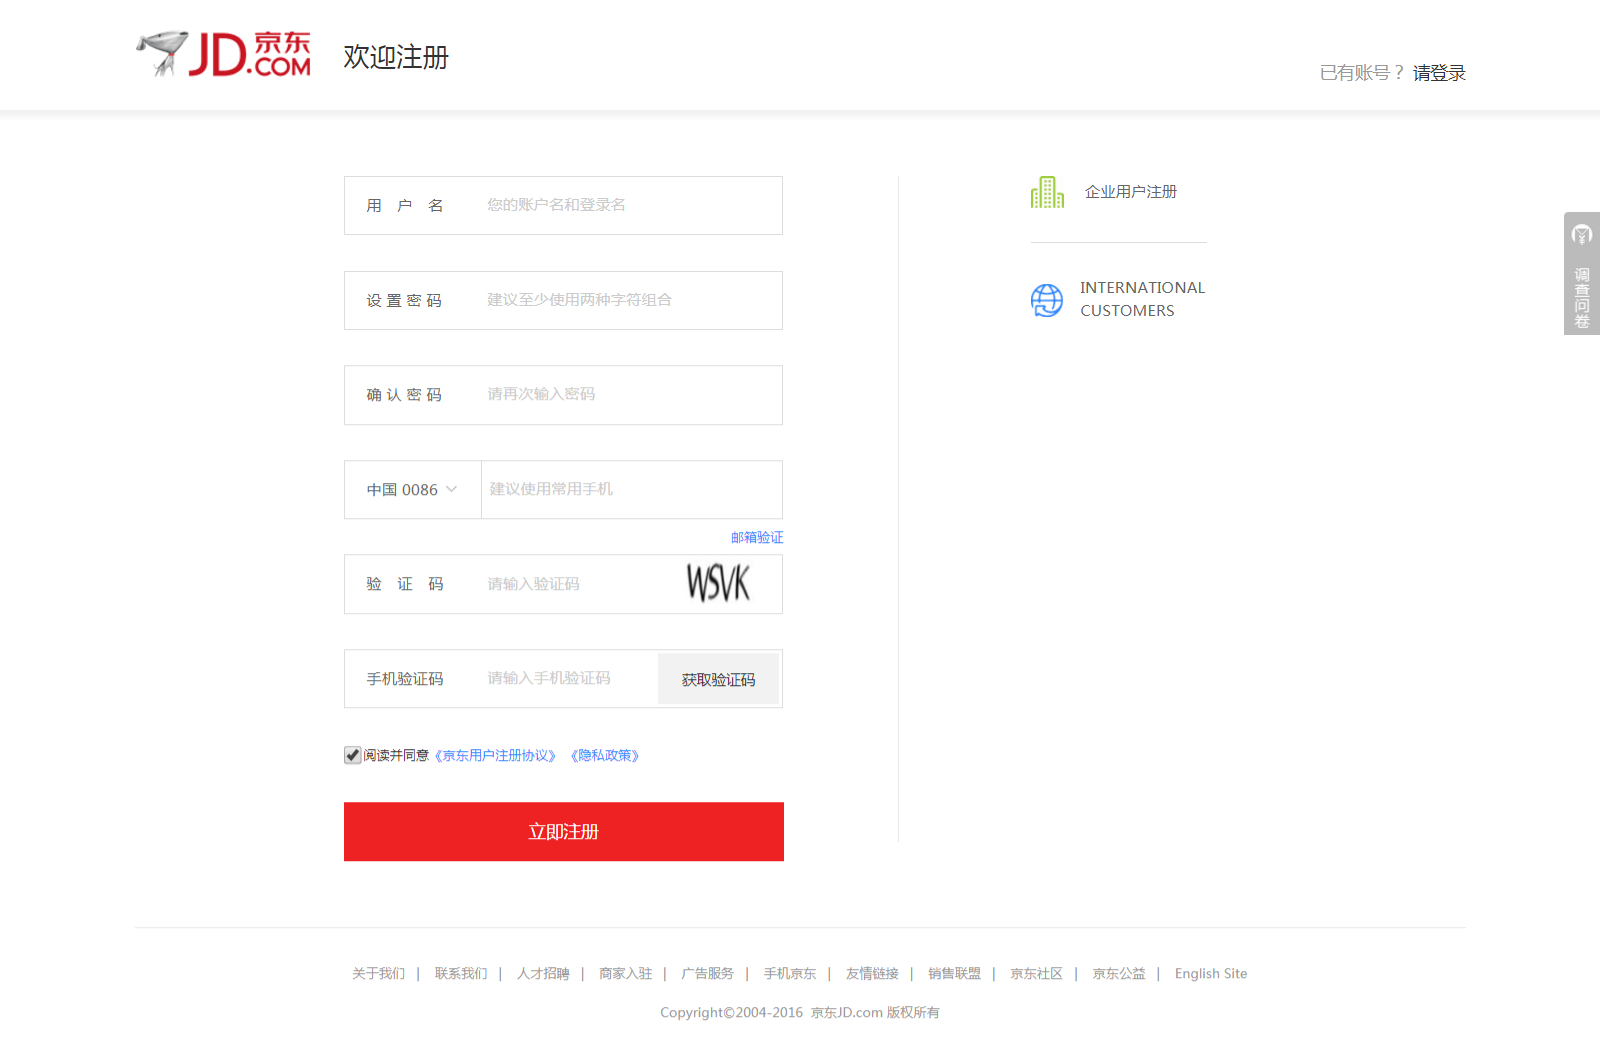 JD.COM 京东
欢迎注册
已有账号？ 请登录
用 户 名 您的账户名和登录名
设 置 密 码 建议至少使用两种字符组合
确 认 密 码 请再次输入密码
中国 0086 建议使用常用手机
邮箱验证
验 证 码 请输入验证码 WSVK
手机验证码 请输入手机验证码 获取验证码
阅读并同意《京东用户注册协议》 《隐私政策》
立即注册
企业用户注册
INTERNATIONAL
CUSTOMERS
调查问卷
关于我们 | 联系我们 | 人才招聘 | 商家入驻 | 广告服务 | 手机京东 | 友情链接 | 销售联盟 | 京东社区 | 京东公益 | English Site
Copyright©2004-2016 京东JD.com 版权所有